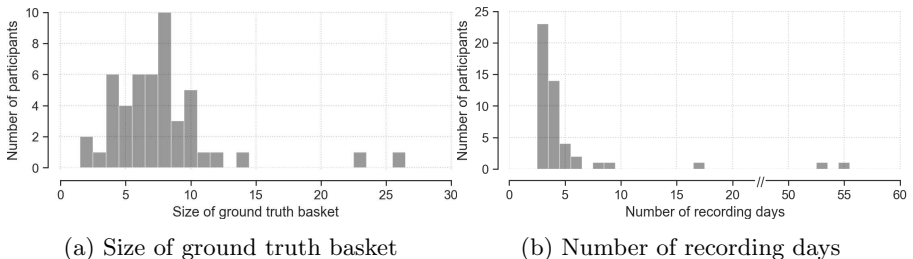 Number of participants
10
8
6
4
2
0
0 5 10 15 20 25 30
Size of ground truth basket
(a) Size of ground truth basket
Number of participants
25
20
15
10
5
0
0 5 10 15 20 // 50 55 60
Number of recording days
(b) Number of recording days